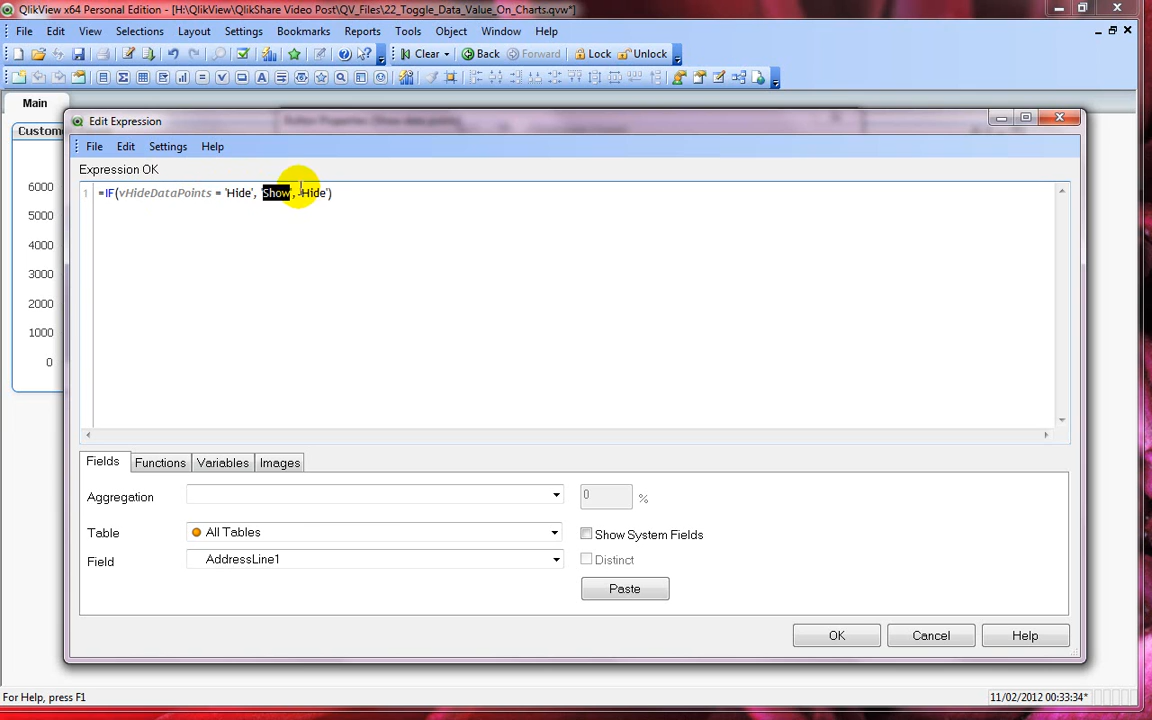 QlikView x64 Personal Edition - [H:\QlikView\QlikShare Video Post\QV_Files\22_Toggle_Data_Value_On_Charts.qvw*]
File Edit View Selections Layout Settings Bookmarks Reports Tools Object Window Help
Clear Back Forward Lock Unlock
Main
Custom
6000
5000
4000
3000
2000
1000
0
Edit Expression
File Edit Settings Help
Expression OK
1 =IF(vHideDataPoints = 'Hide', 'Show', 'Hide')
Fields Functions Variables Images
Aggregation 0 %
Table All Tables Show System Fields
Field AddressLine1 Distinct
Paste
OK Cancel Help
For Help, press F1 11/02/2012 00:33:34*